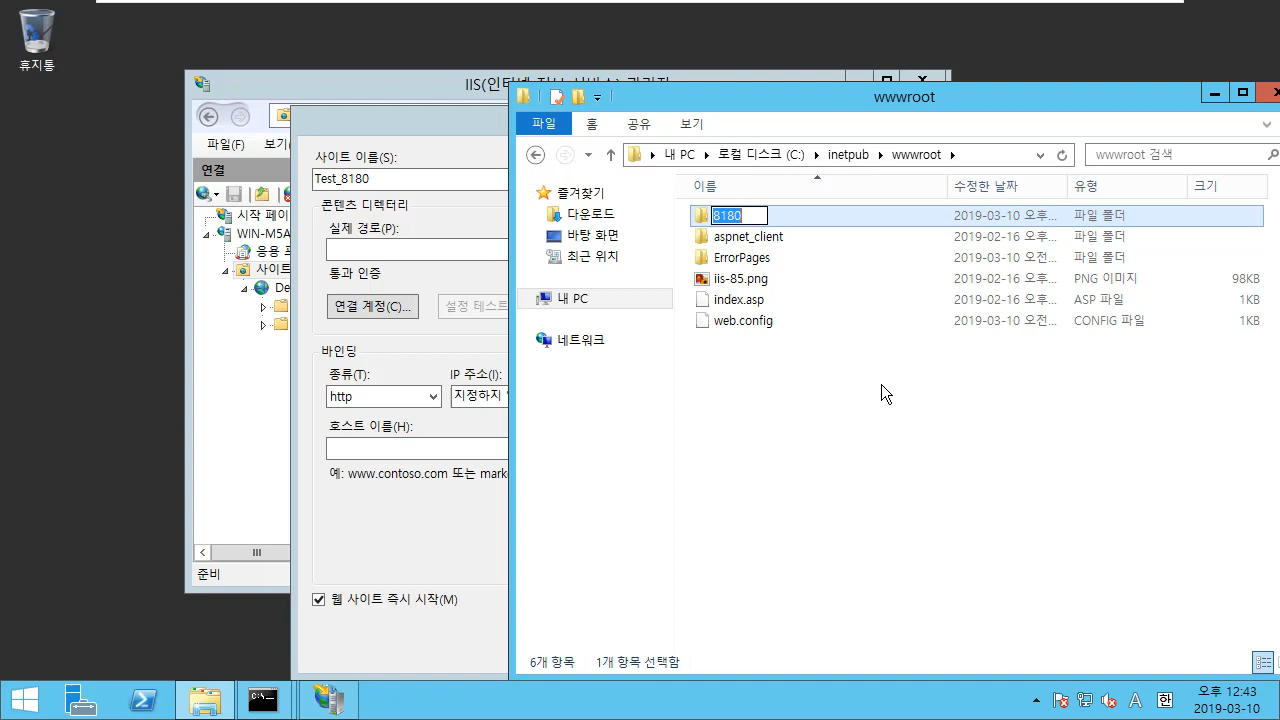 휴지통
IIS(인터넷 정보 서비스) 관리자
파일(F)
보기(
연결
시작 페이
WIN-M5A
응용 프
사이트
De
준비
사이트 이름(S):
Test_8180
콘텐츠 디렉터리
실제 경로(P):
통과 인증
연결 계정(C)...
설정 테스트
바인딩
종류(T):
IP 주소(I):
http
지정하지
호스트 이름(H):
예: www.contoso.com 또는 mark
웹 사이트 즉시 시작(M)
wwwroot
파일
홈
공유
보기
내 PC
로컬 디스크 (C:)
inetpub
wwwroot
wwwroot 검색
즐겨찾기
다운로드
바탕 화면
최근 위치
내 PC
네트워크
이름
수정한 날짜
유형
크기
8180
2019-03-10 오후...
파일 폴더
aspnet_client
2019-02-16 오후...
파일 폴더
ErrorPages
2019-03-10 오전...
파일 폴더
iis-85.png
2019-02-16 오후...
PNG 이미지
98KB
index.asp
2019-02-16 오후...
ASP 파일
1KB
web.config
2019-03-10 오전...
CONFIG 파일
1KB
6개 항목
1개 항목 선택함
A
한
오후 12:43
2019-03-10